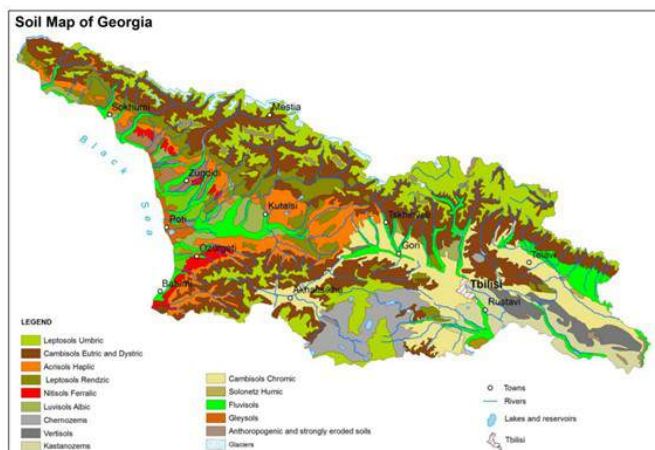 Soil Map of Georgia
Mestia
Sokhumi
Black Sea
Zugdidi
Kutaisi
Tskhinvali
Poti
Gori
Telavi
Ozurgeti
Tbilisi
Batumi
Akhaltsikhe
Rustavi
LEGEND
Leptosols Umbric
Cambisols Eutric and Dystric
Acrisols Haplic
Leptosols Rendzic
Nitisols Ferralic
Luvisols Albic
Chernozems
Vertisols
Kastanozems
Cambisols Chromic
Solonetz Humic
Fluvisols
Gleysols
Anthoropogenic and strongly eroded soils
Glaciers
Towns
Rivers
Lakes and reservoirs
Tbilisi